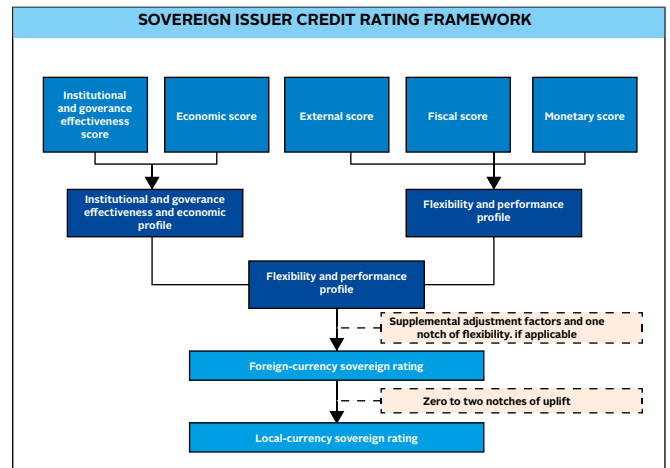 SOVEREIGN ISSUER CREDIT RATING FRAMEWORK
Institutional
and goverance
effectiveness
score
Economic score
External score
Fiscal score
Monetary score
Institutional and goverance
effectiveness and economic
profile
Flexibility and performance
profile
Flexibility and performance
profile
Supplemental adjustment factors and one
notch of flexibility. if applicable
Foreign-currency sovereign rating
Zero to two notches of uplift
Local-currency sovereign rating